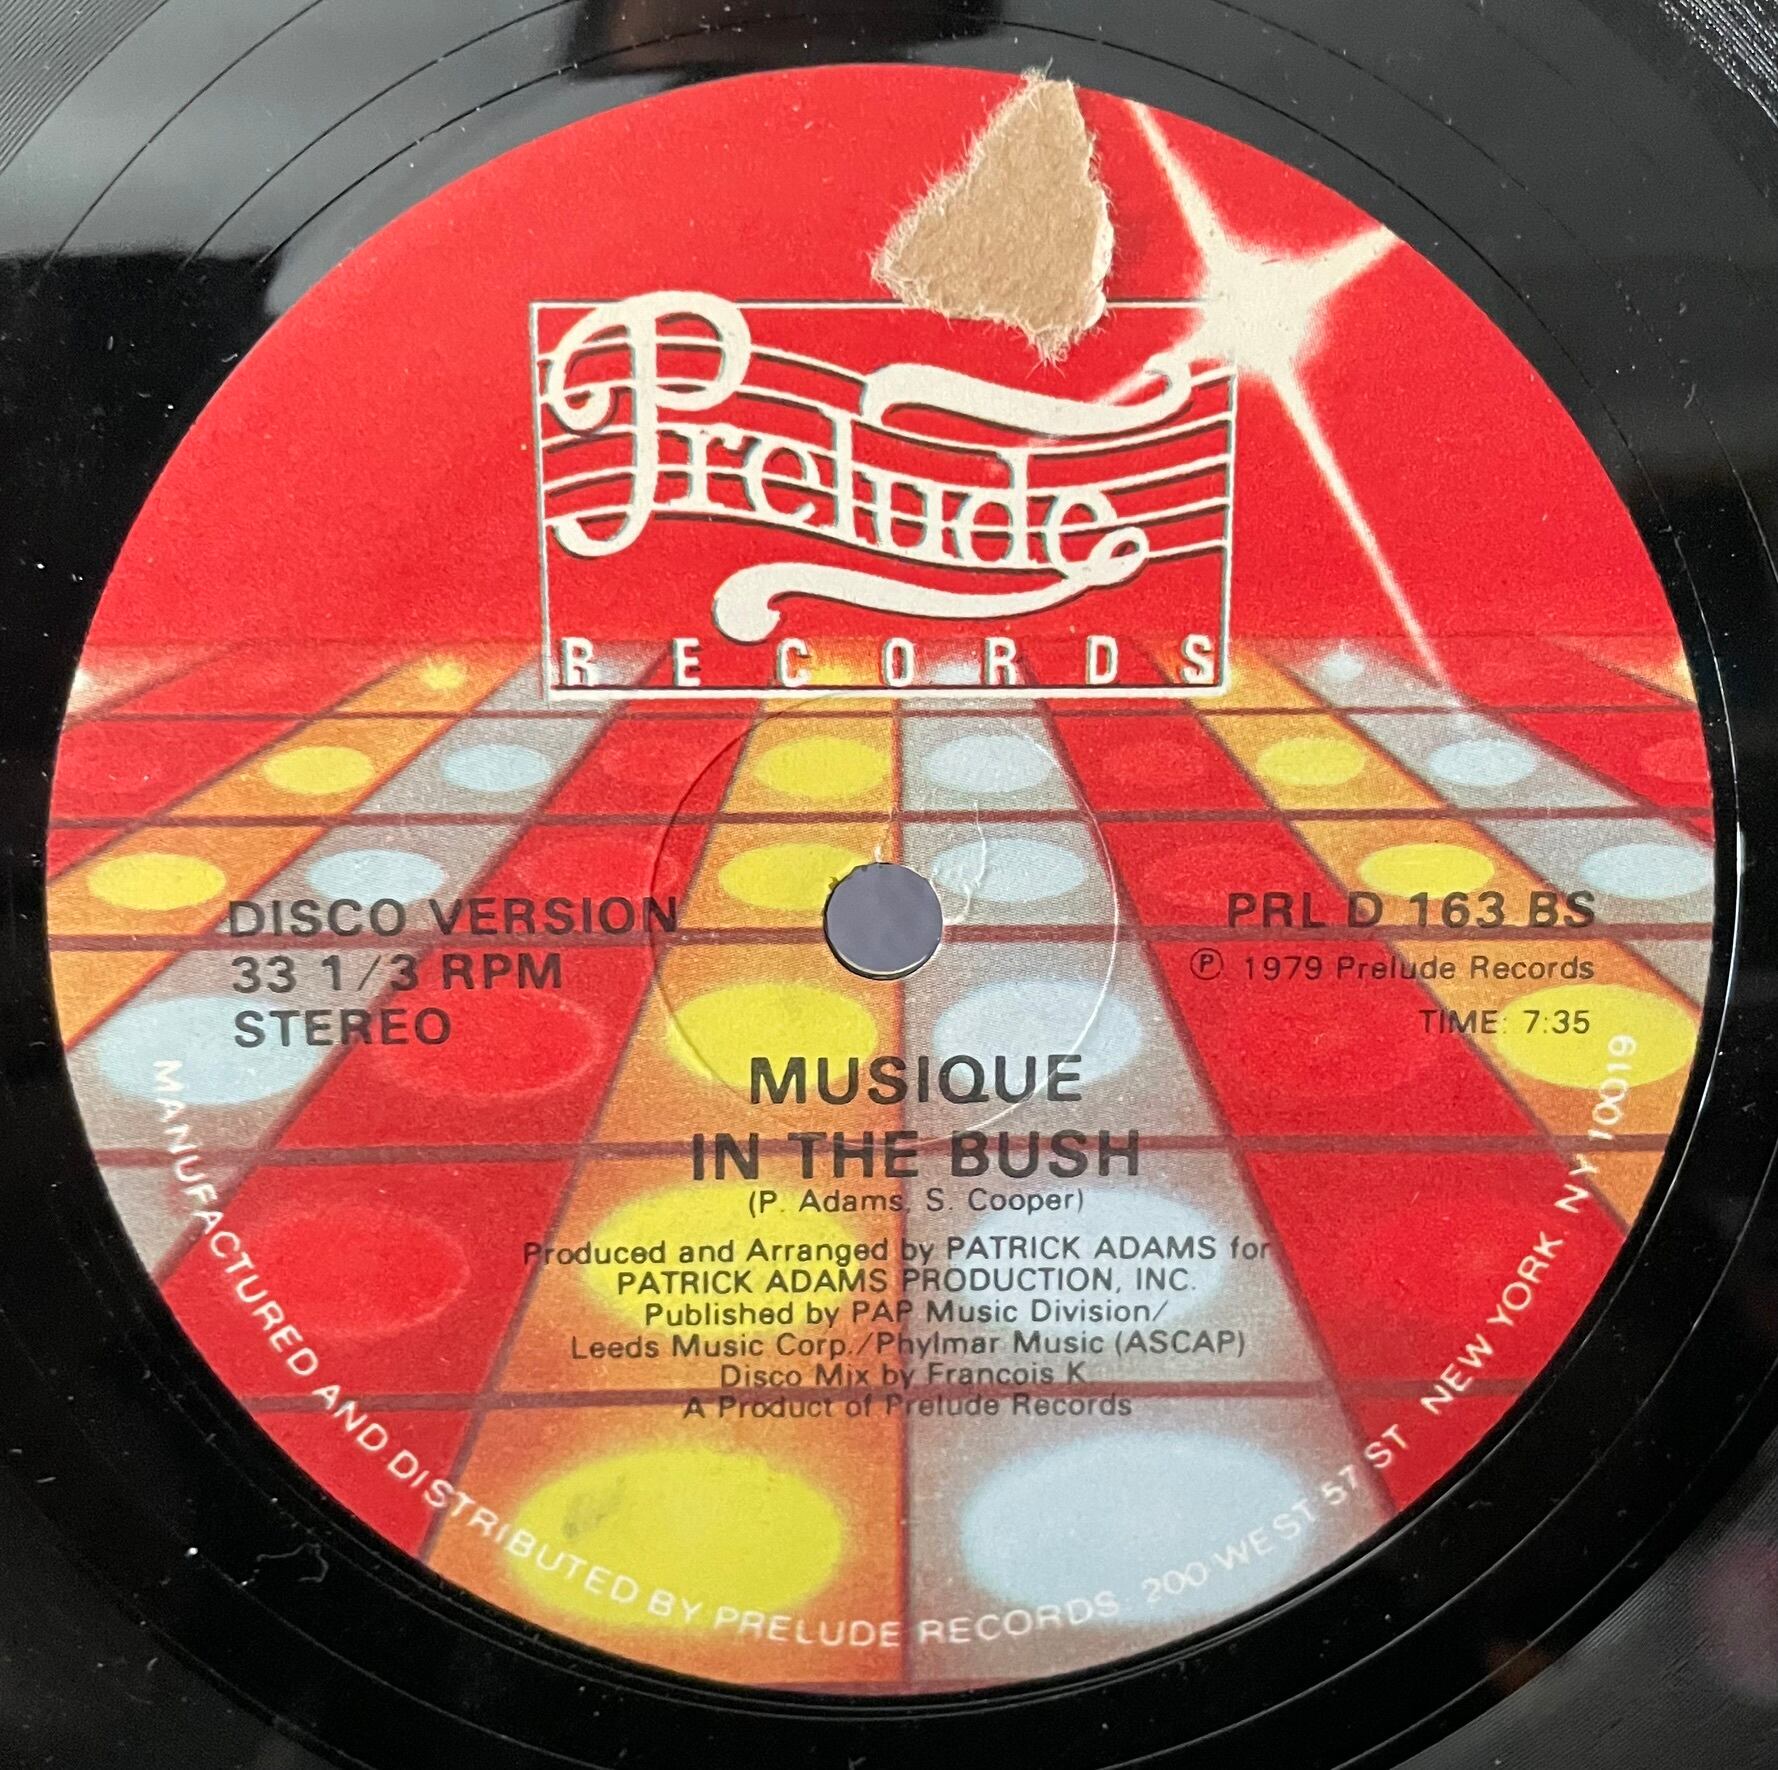 Prelude
RECORDS
DISCO VERSION
33 1/3 RPM
STEREO
PRL D 163 BS
℗ 1979 Prelude Records
TIME: 7:35
MUSIQUE
IN THE BUSH
(P. Adams, S. Cooper)
Produced and Arranged by PATRICK ADAMS for
PATRICK ADAMS PRODUCTION, INC.
Published by PAP Music Division/
Leeds Music Corp./Phylmar Music (ASCAP)
Disco Mix by Francois K.
A Product of Prelude Records
MANUFACTURED AND DISTRIBUTED BY PRELUDE RECORDS. 200 WEST 57 ST NEW YORK. NY 10019